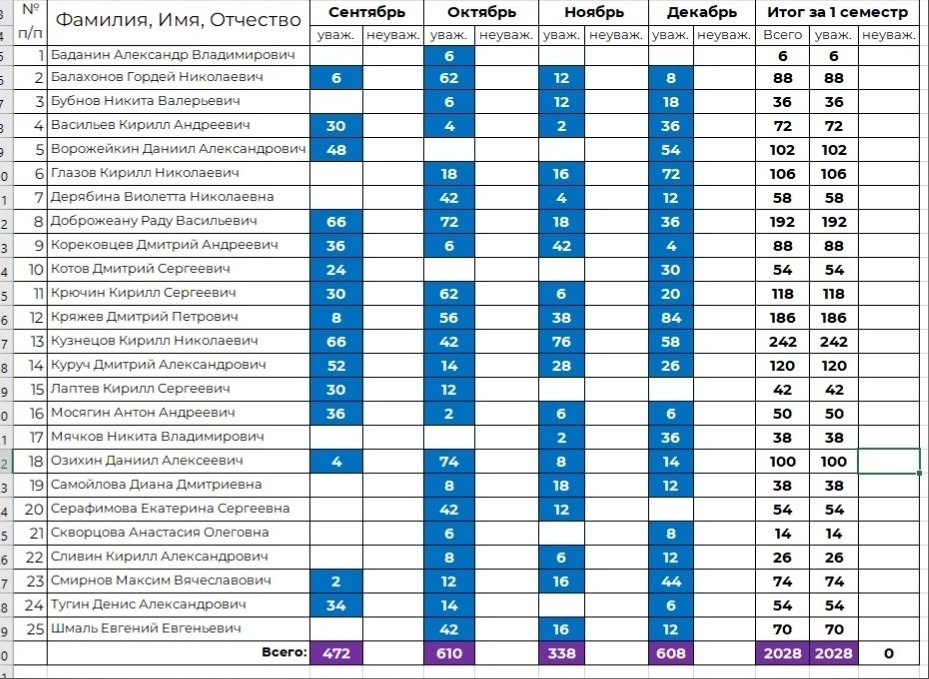 № п/п Фамилия, Имя, Отчество Сентябрь Октябрь Ноябрь Декабрь Итог за 1 семестр
уваж. неуваж. уваж. неуваж. уваж. неуваж. уваж. неуваж. Всего уваж. неуваж.
1 Баданин Александр Владимирович 6 6 6
2 Балахонов Гордей Николаевич 6 62 12 8 88 88
3 Бубнов Никита Валерьевич 6 12 18 36 36
4 Васильев Кирилл Андреевич 30 4 2 36 72 72
5 Ворожейкин Даниил Александрович 48 54 102 102
6 Глазов Кирилл Николаевич 18 16 72 106 106
7 Дерябина Виолетта Николаевна 42 4 12 58 58
8 Доброжеану Раду Васильевич 66 72 18 36 192 192
9 Корековцев Дмитрий Андреевич 36 6 42 4 88 88
10 Котов Дмитрий Сергеевич 24 30 54 54
11 Крючин Кирилл Сергеевич 30 62 6 20 118 118
12 Кряжев Дмитрий Петрович 8 56 38 84 186 186
13 Кузнецов Кирилл Николаевич 66 42 76 58 242 242
14 Куруч Дмитрий Александрович 52 14 28 26 120 120
15 Лаптев Кирилл Сергеевич 30 12 42 42
16 Мосягин Антон Андреевич 36 2 6 6 50 50
17 Мячков Никита Владимирович 2 36 38 38
18 Озихин Даниил Алексеевич 4 74 8 14 100 100
19 Самойлова Диана Дмитриевна 8 18 12 38 38
20 Серафимова Екатерина Сергеевна 42 12 54 54
21 Скворцова Анастасия Олеговна 6 8 14 14
22 Сливин Кирилл Александрович 8 6 12 26 26
23 Смирнов Максим Вячеславович 2 12 16 44 74 74
24 Тугин Денис Александрович 34 14 6 54 54
25 Шмаль Евгений Евгеньевич 42 16 12 70 70
Всего: 472 610 338 608 2028 2028 0